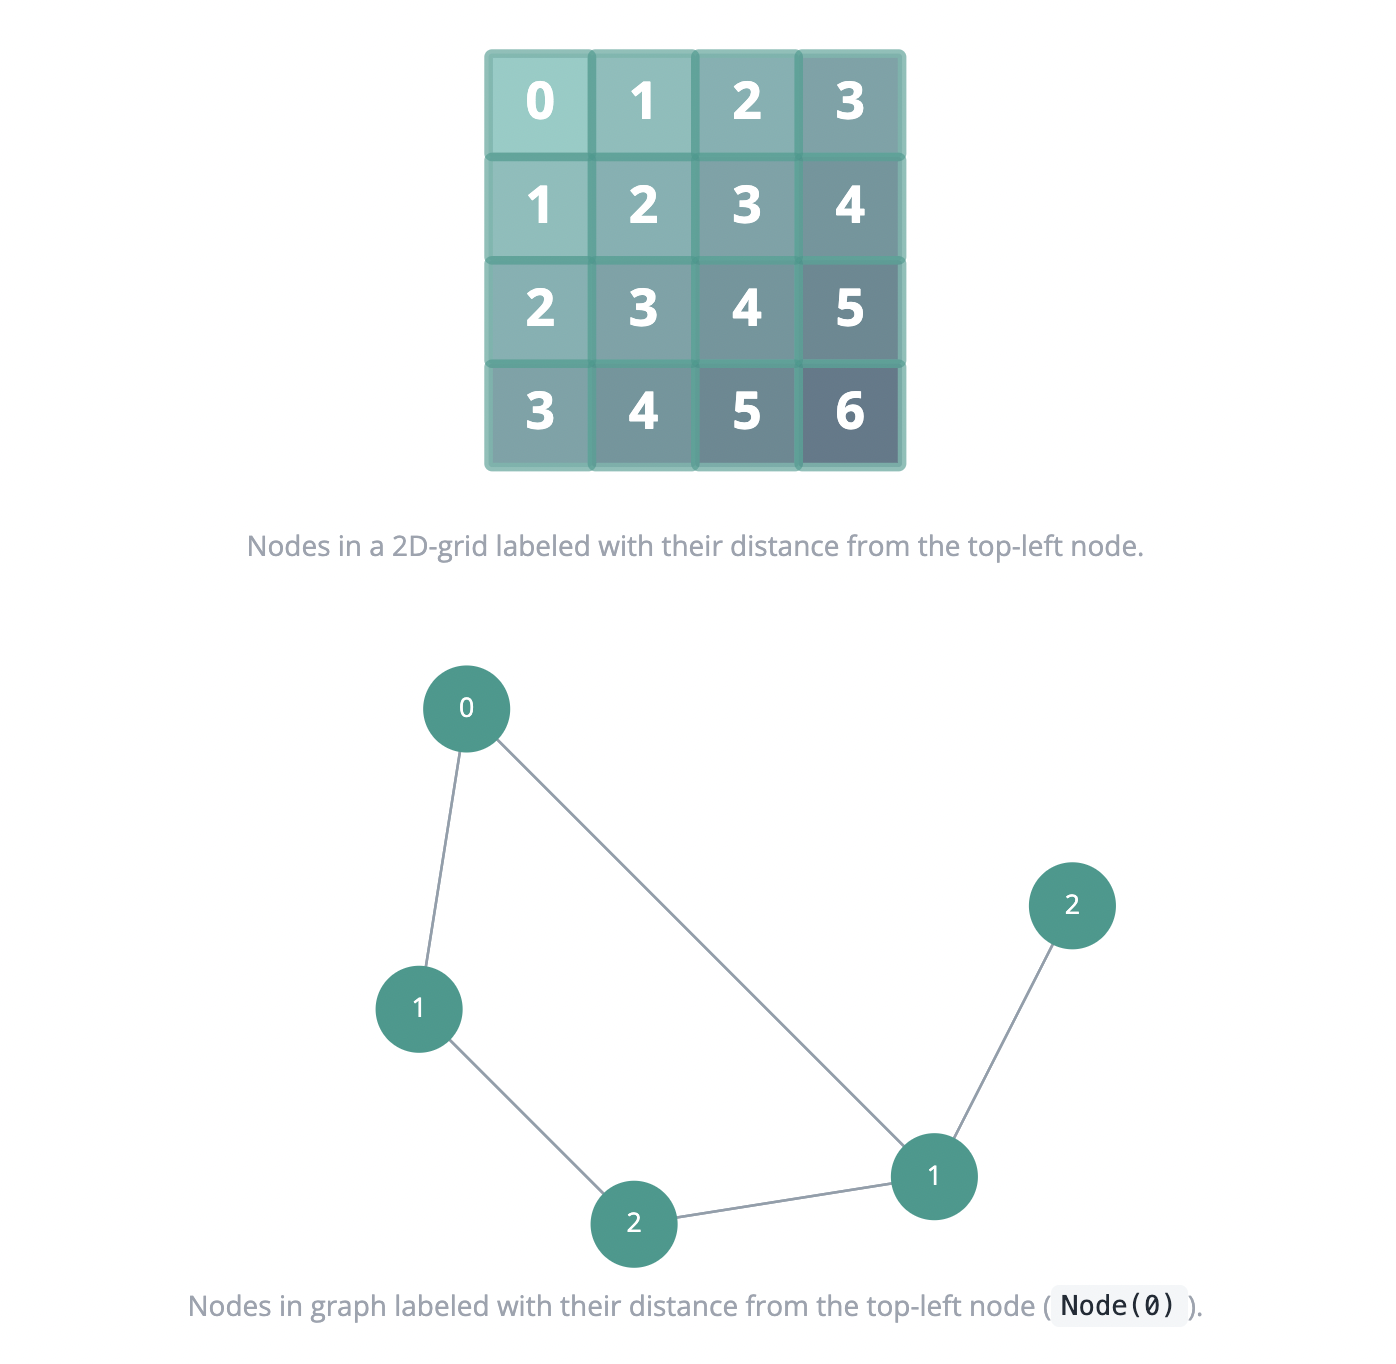 0 1 2 3
1 2 3 4
2 3 4 5
3 4 5 6
Nodes in a 2D-grid labeled with their distance from the top-left node.
0
2
1
1
2
Nodes in graph labeled with their distance from the top-left node ( Node(0) ).